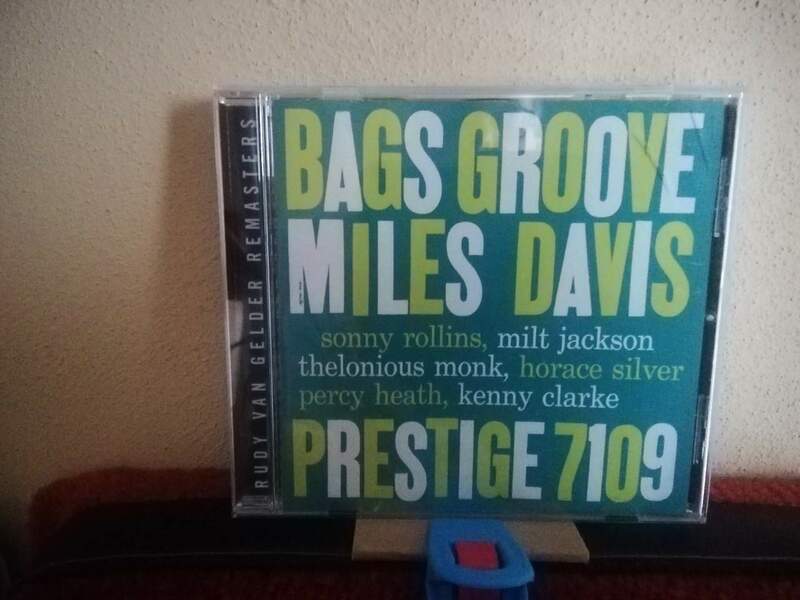 RUDY VAN GELDER REMASTERS
BAGS GROOVE
MILES DAVIS
sonny rollins, milt jackson
thelonious monk, horace silver
percy heath, kenny clarke
PRESTIGE 7109